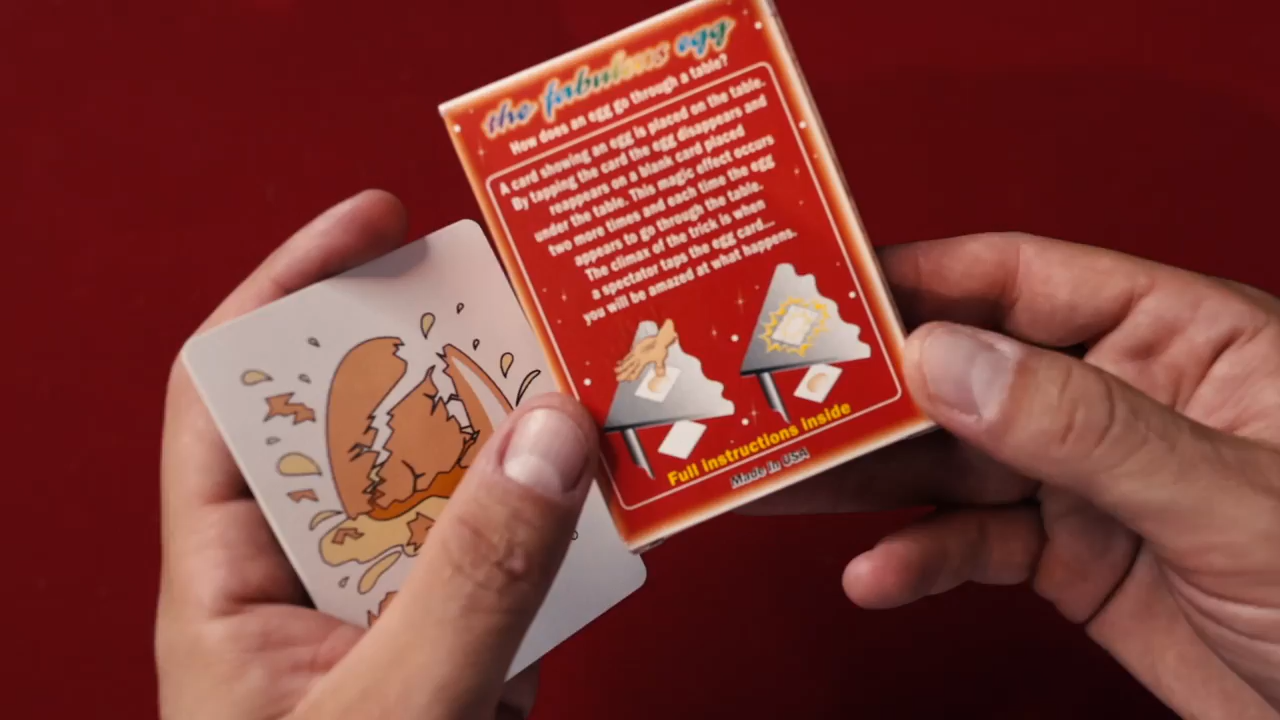 the fabulous egg
How does an egg go through a table?
A card showing an egg is placed on the table.
By tapping the card the egg disappears and
reappears on a blank card placed
under the table. This magic effect occurs
two more times and each time the egg
appears to go through the table.
The climax of the trick is when
a spectator taps the egg card...
you will be amazed at what happens.
Full instructions inside
Made in USA